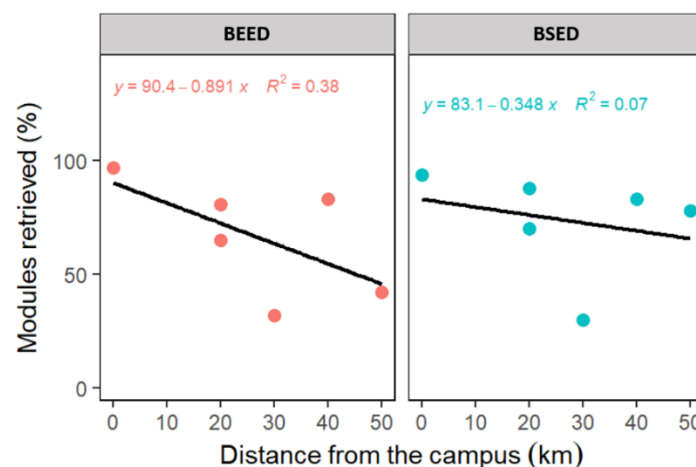 BEED
BSED
y = 90.4 – 0.891 x R² = 0.38
y = 83.1 – 0.348 x R² = 0.07
Modules retrieved (%)
100
50
0
0 10 20 30 40 50
0 10 20 30 40 50
Distance from the campus (km)